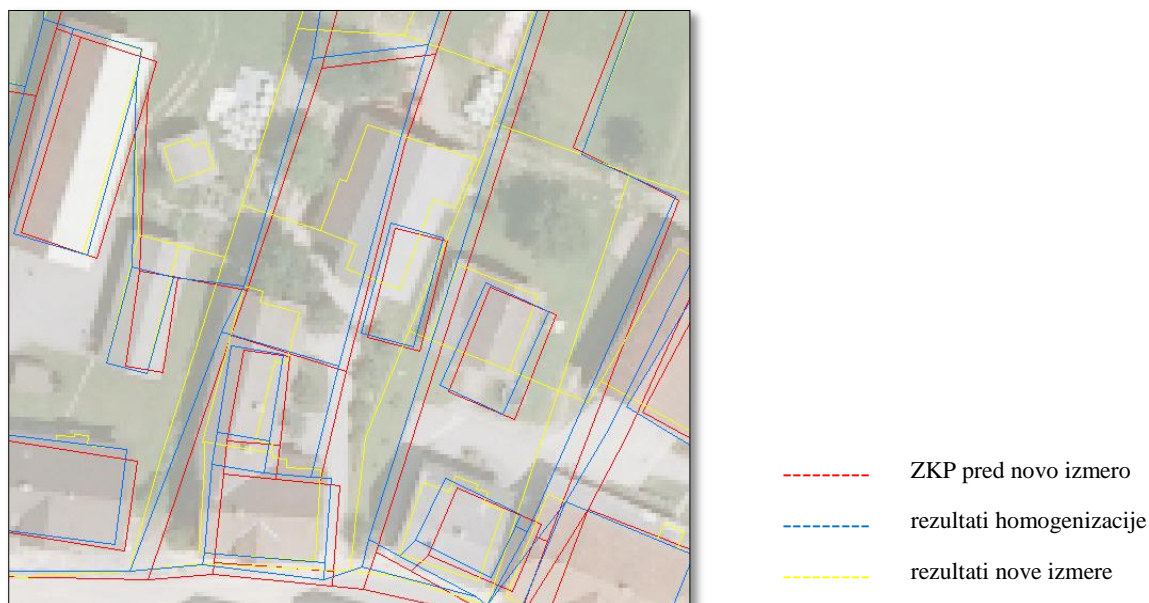 ZKP pred novo izmero
rezultati homogenizacije
rezultati nove izmere